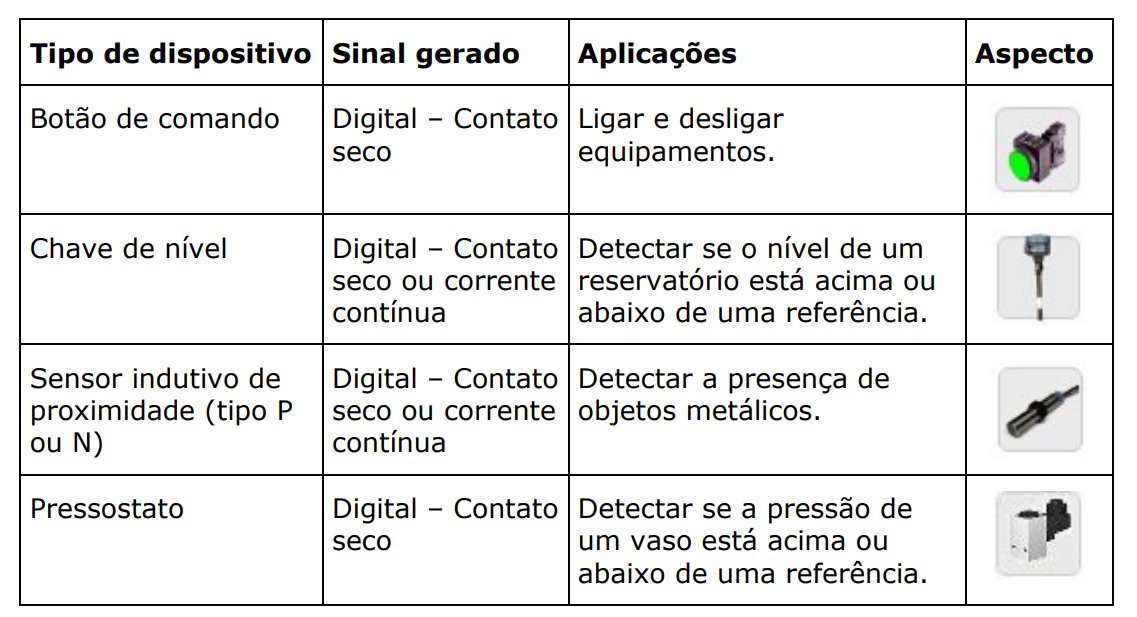 Tipo de dispositivo Sinal gerado Aplicações Aspecto
Botão de comando
Digital – Contato
seco
Ligar e desligar
equipamentos.
Chave de nível
Digital – Contato
seco ou corrente
contínua
Detectar se o nível de um
reservatório está acima ou
abaixo de uma referência.
Sensor indutivo de
proximidade (tipo P
ou N)
Digital – Contato
seco ou corrente
contínua
Detectar a presença de
objetos metálicos.
Pressostato
Digital – Contato
seco
Detectar se a pressão de
um vaso está acima ou
abaixo de uma referência.